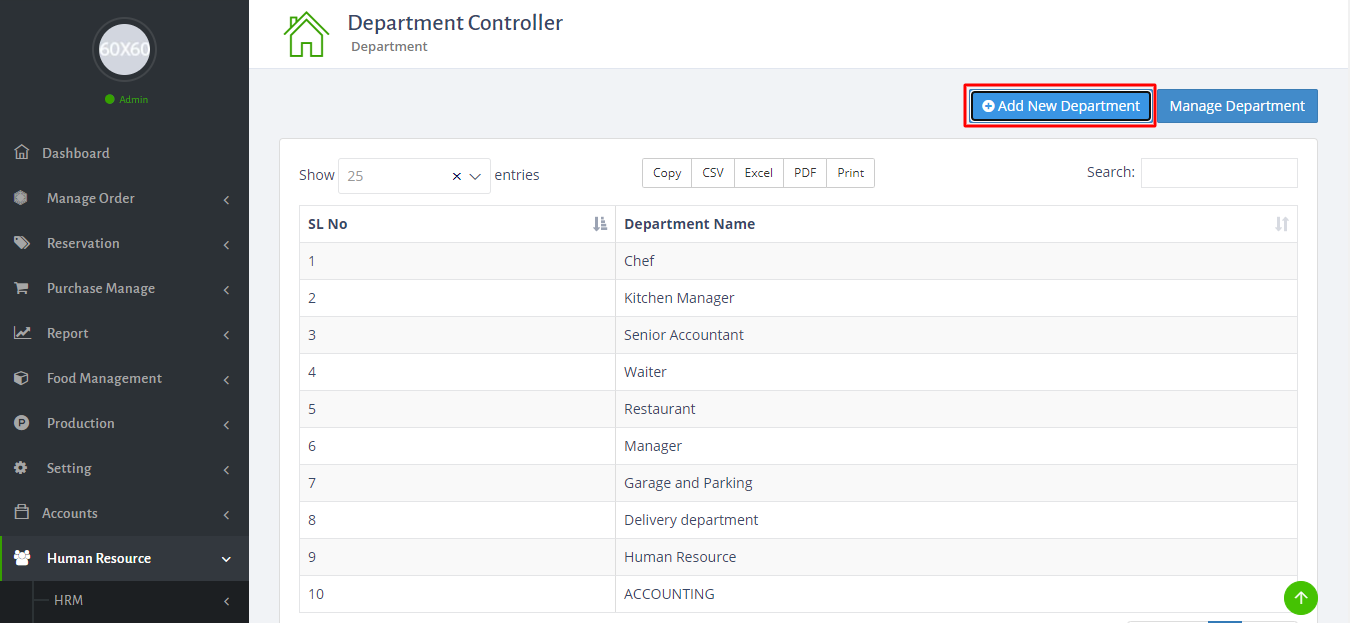 60X60
Admin
Dashboard
Manage Order
Reservation
Purchase Manage
Report
Food Management
Production
Setting
Accounts
Human Resource
HRM
Department Controller
Department
Add New Department
Manage Department
Show 25 entries
Copy CSV Excel PDF Print
Search:
SL No Department Name
1 Chef
2 Kitchen Manager
3 Senior Accountant
4 Waiter
5 Restaurant
6 Manager
7 Garage and Parking
8 Delivery department
9 Human Resource
10 ACCOUNTING